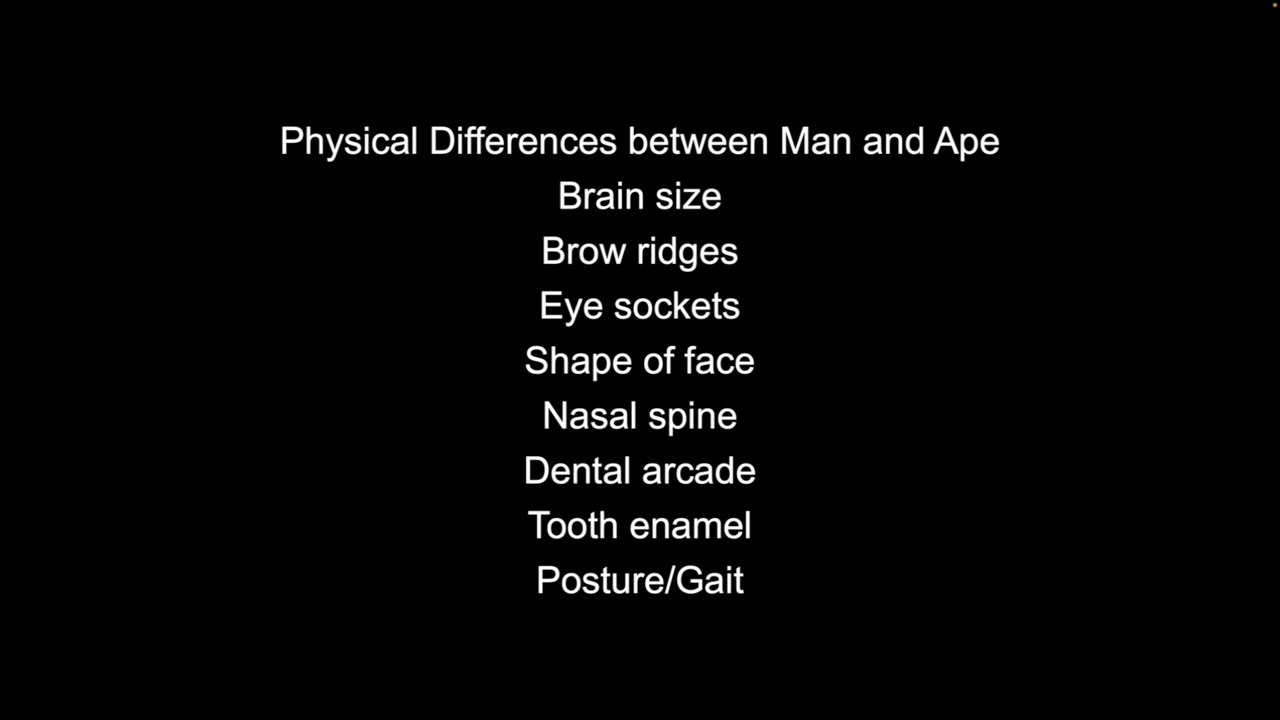 Physical Differences between Man and Ape
Brain size
Brow ridges
Eye sockets
Shape of face
Nasal spine
Dental arcade
Tooth enamel
Posture/Gait